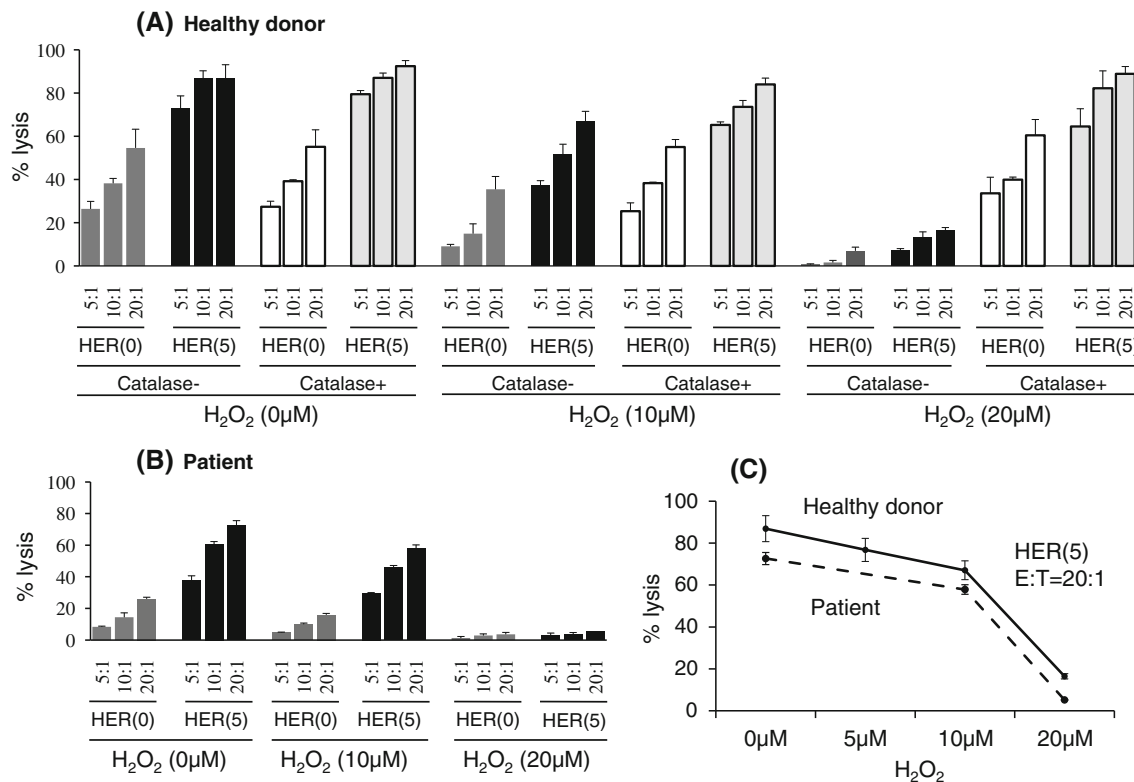 (A) Healthy donor
100
80
60
40
20
0
% lysis
5:1 10:1 20:1 5:1 10:1 20:1 5:1 10:1 20:1 5:1 10:1 20:1 5:1 10:1 20:1 5:1 10:1 20:1 5:1 10:1 20:1 5:1 10:1 20:1 5:1 10:1 20:1 5:1 10:1 20:1 5:1 10:1 20:1 5:1 10:1 20:1
HER(0) HER(5) HER(0) HER(5) HER(0) HER(5) HER(0) HER(5) HER(0) HER(5) HER(0) HER(5)
Catalase- Catalase+ Catalase- Catalase+ Catalase- Catalase+
H₂O₂ (0µM) H₂O₂ (10µM) H₂O₂ (20µM)
(B) Patient
100
80
60
40
20
0
% lysis
5:1 10:1 20:1 5:1 10:1 20:1 5:1 10:1 20:1 5:1 10:1 20:1 5:1 10:1 20:1 5:1 10:1 20:1
HER(0) HER(5) HER(0) HER(5) HER(0) HER(5)
H₂O₂ (0µM) H₂O₂ (10µM) H₂O₂ (20µM)
(C)
100
80
60
40
20
0
% lysis
Healthy donor
HER(5)
E:T=20:1
Patient
0µM 5µM 10µM 20µM
H₂O₂